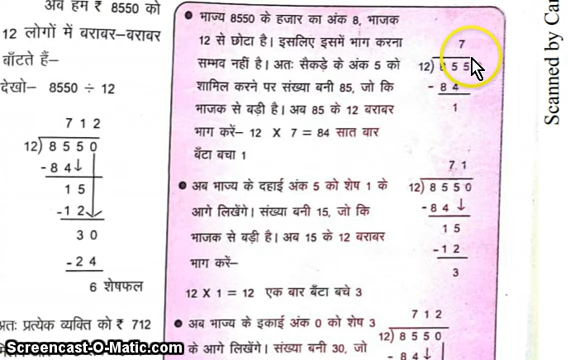 अब हम ₹ 8550 को
12 लोगों में बराबर–बराबर
बाँटते हैं–
देखो– 8550 ÷ 12
7 1 2
12) 8 5 5 0
- 8 4↓
1 5
- 1 2
3 0
- 2 4
6 शेषफल
अतः प्रत्येक व्यक्ति को ₹ 712
भाज्य 8550 के हजार का अंक 8, भाजक
12 से छोटा है। इसलिए इसमें भाग करना
सम्भव नहीं है। अतः सैकड़े के अंक 5 को
शामिल करने पर संख्या बनी 85, जो कि
भाजक से बड़ी है। अब 85 के 12 बराबर
भाग करें– 12 X 7 = 84 सात बार
बँटा बचा 1
7
12) 8 5 5
- 8 4
1
अब भाज्य के दहाई अंक 5 को शेष 1 के
आगे लिखेंगे। संख्या बनी 15, जो कि
भाजक से बड़ी है। अब 15 के 12 बराबर
भाग करें–
12 X 1 = 12 एक बार बँटा बचे 3
7 1
12) 8 5 5 0
- 8 4 ↓
1 5
- 1 2
3
अब भाज्य के इकाई अंक 0 को शेष 3
के आगे लिखेंगे। संख्या बनी 30, जो
7 1 2
12) 8 5 5 0
- 8 4↓
Scanned by Car
Screencast-O-Matic.com